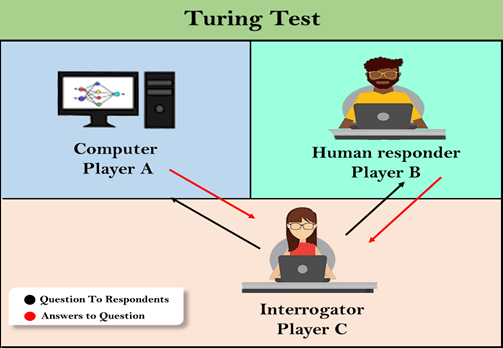 Turing Test
Computer
Player A
Human responder
Player B
Interrogator
Player C
Question To Respondents
Answers to Question